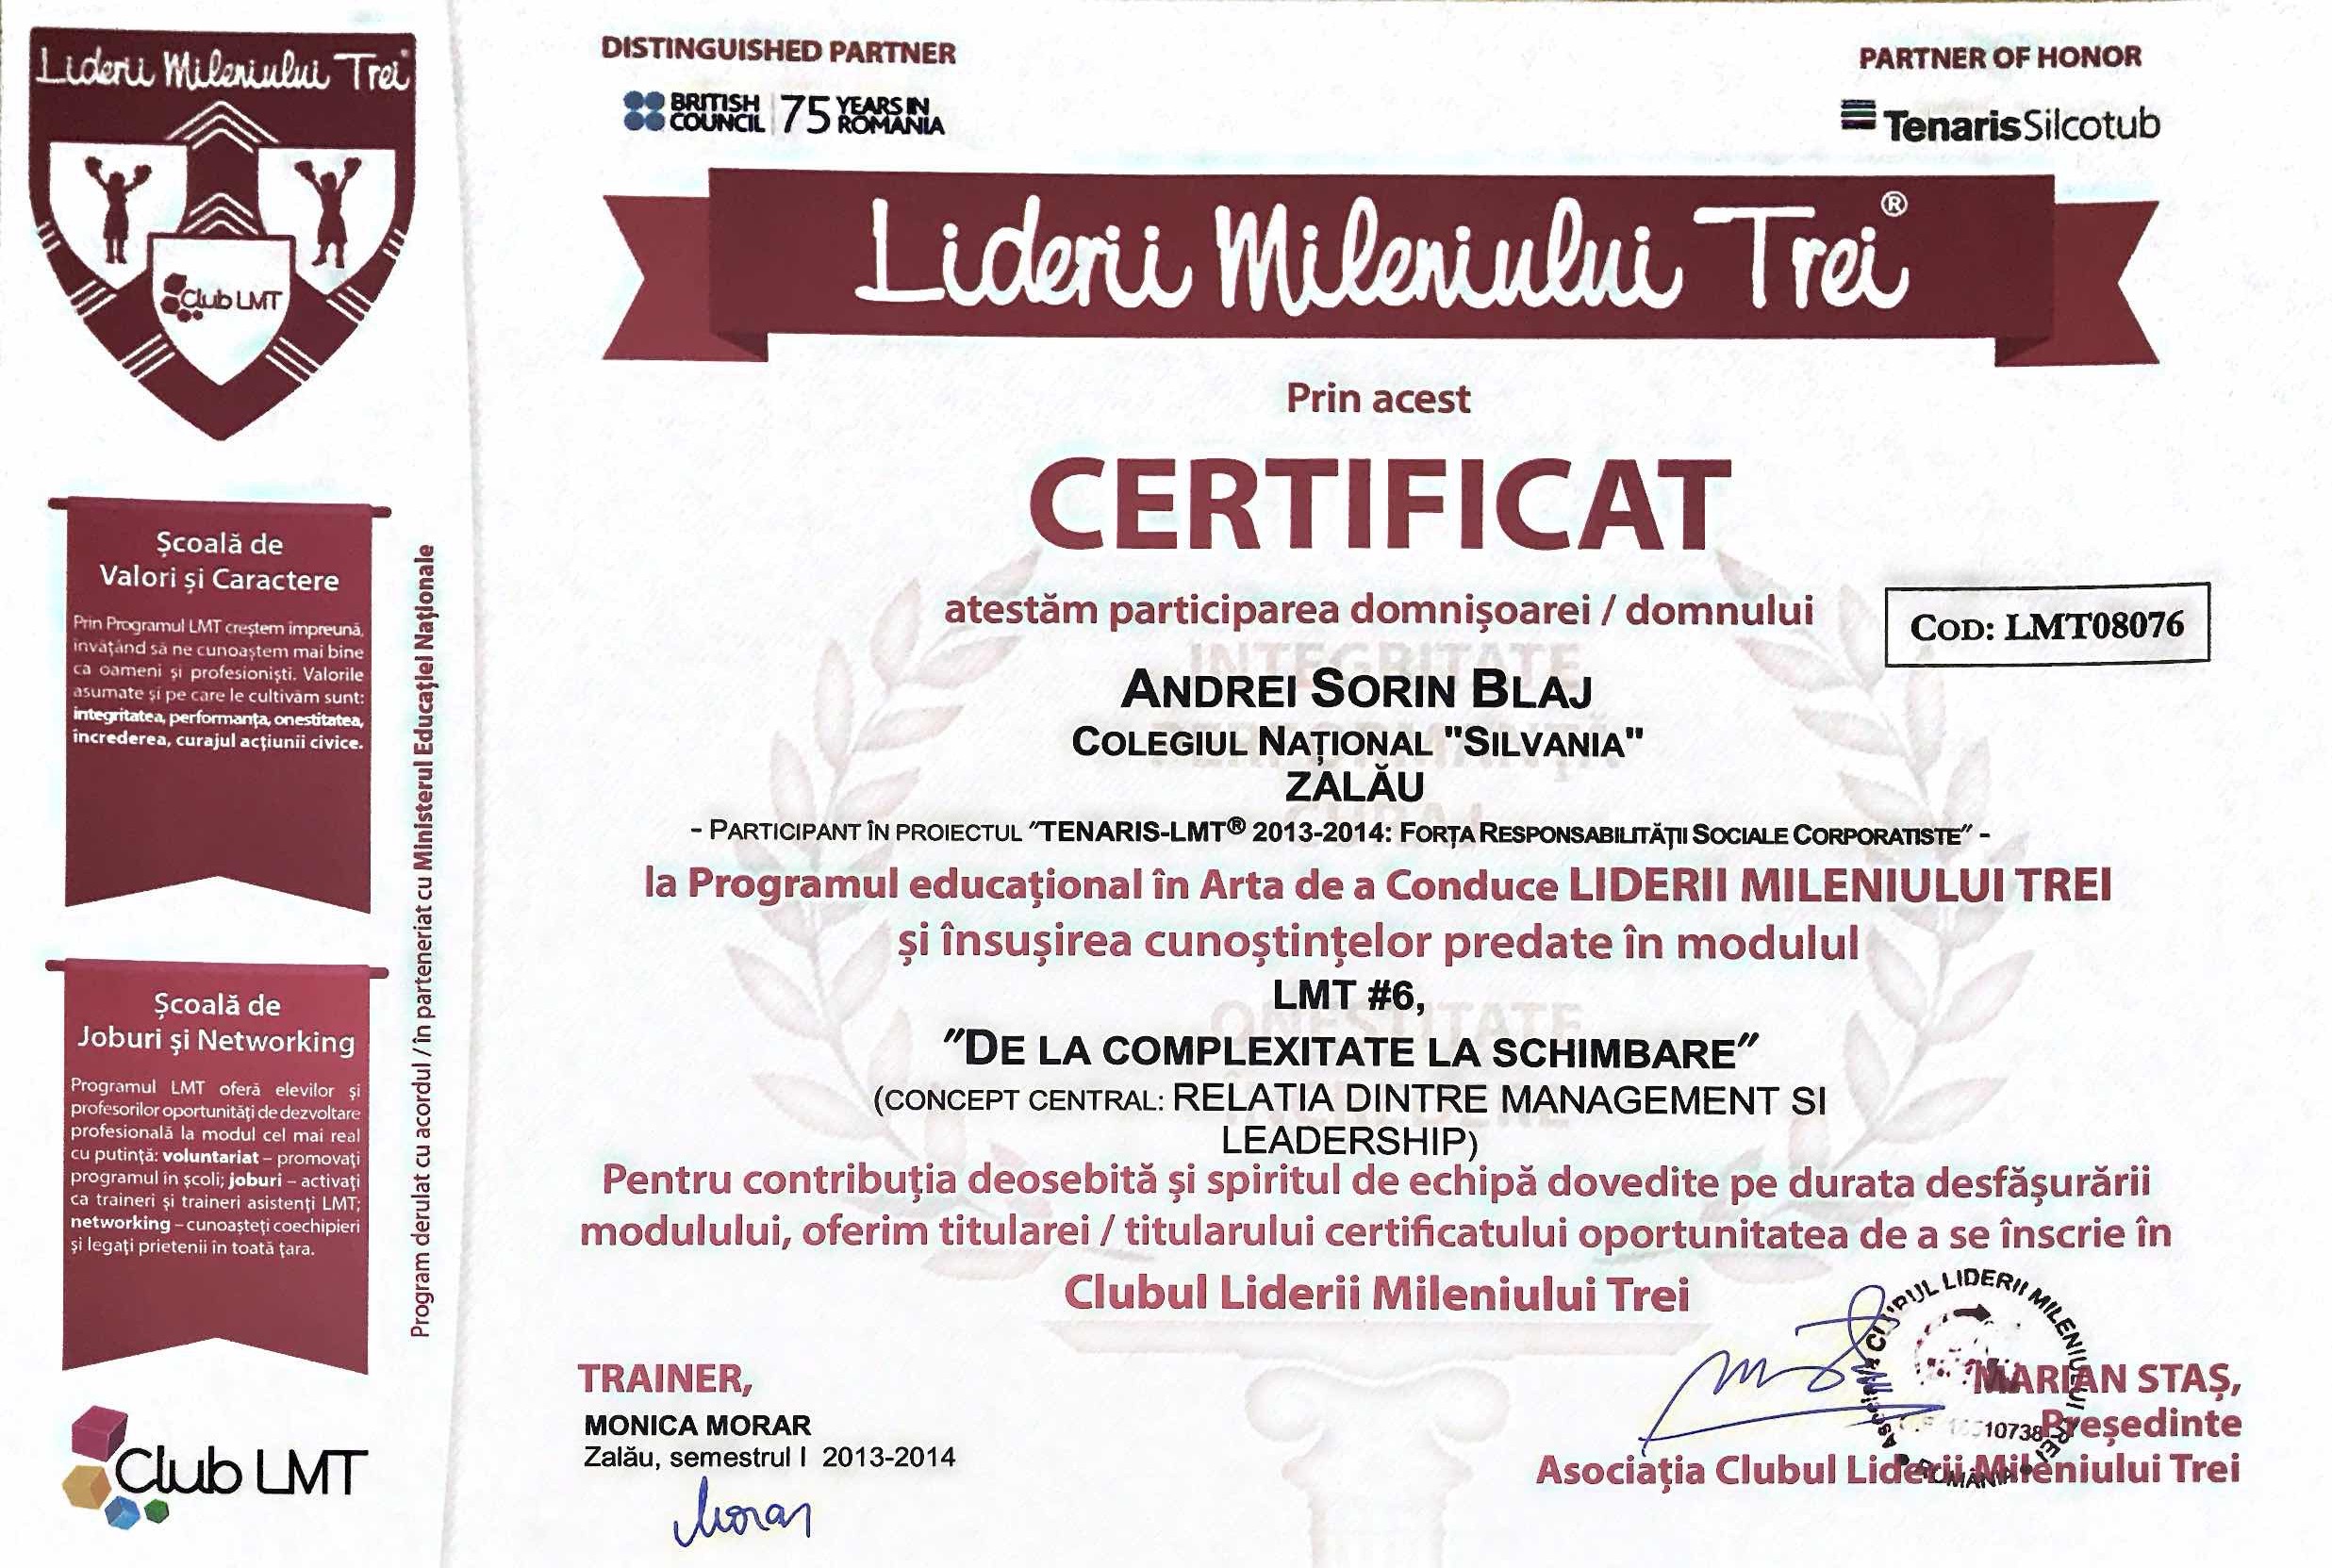 Liderii Mileniului Trei
Club LMT
DISTINGUISHED PARTNER
BRITISH COUNCIL 75 YEARS IN ROMANIA
PARTNER OF HONOR
TenarisSilcotub
Liderii Mileniului Trei®
Prin acest
CERTIFICAT
atestăm participarea domnișoarei / domnului
COD: LMT08076
ANDREI SORIN BLAJ
COLEGIUL NAȚIONAL "SILVANIA"
ZALĂU
- PARTICIPANT ÎN PROIECTUL "TENARIS-LMT® 2013-2014: FORȚA RESPONSABILITĂȚII SOCIALE CORPORATISTE" -
la Programul educațional în Arta de a Conduce LIDERII MILENIULUI TREI
și însușirea cunoștințelor predate în modulul
LMT #6,
"DE LA COMPLEXITATE LA SCHIMBARE"
(CONCEPT CENTRAL: RELATIA DINTRE MANAGEMENT SI
LEADERSHIP)
Pentru contribuția deosebită și spiritul de echipă dovedite pe durata desfășurării
modulului, oferim titularei / titularului certificatului oportunitatea de a se înscrie în
Clubul Liderii Mileniului Trei
TRAINER,
MONICA MORAR
Zalău, semestrul I 2013-2014
Morar
MARIAN STAȘ,
Președinte
Asociația Clubul Liderii Mileniului Trei
CLUBUL LIDERII MILENIULUI TREI
ROMÂNIA
INTEGRITATE
ONESTITATE
Școală de
Valori și Caractere
Prin Programul LMT creștem împreună,
învățând să ne cunoaștem mai bine
ca oameni și profesioniști. Valorile
asumate și pe care le cultivăm sunt:
integritatea, performanța, onestitatea,
încrederea, curajul acțiunii civice.
Școală de
Joburi și Networking
Programul LMT oferă elevilor și
profesorilor oportunități de dezvoltare
profesională la modul cel mai real
cu putință: voluntariat – promovați
programul în școli; joburi – activați
ca traineri și traineri asistenți LMT;
networking – cunoașteți coechipieri
și legați prietenii în toată țara.
Program derulat cu acordul / în parteneriat cu Ministerul Educației Naționale
Club LMT